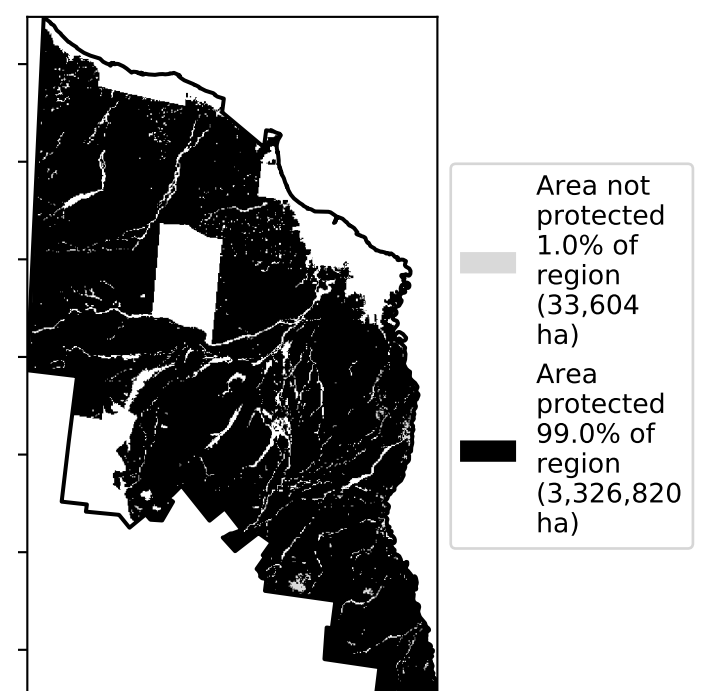 Area not
protected
1.0% of
region
(33,604
ha)
Area
protected
99.0% of
region
(3,326,820
ha)